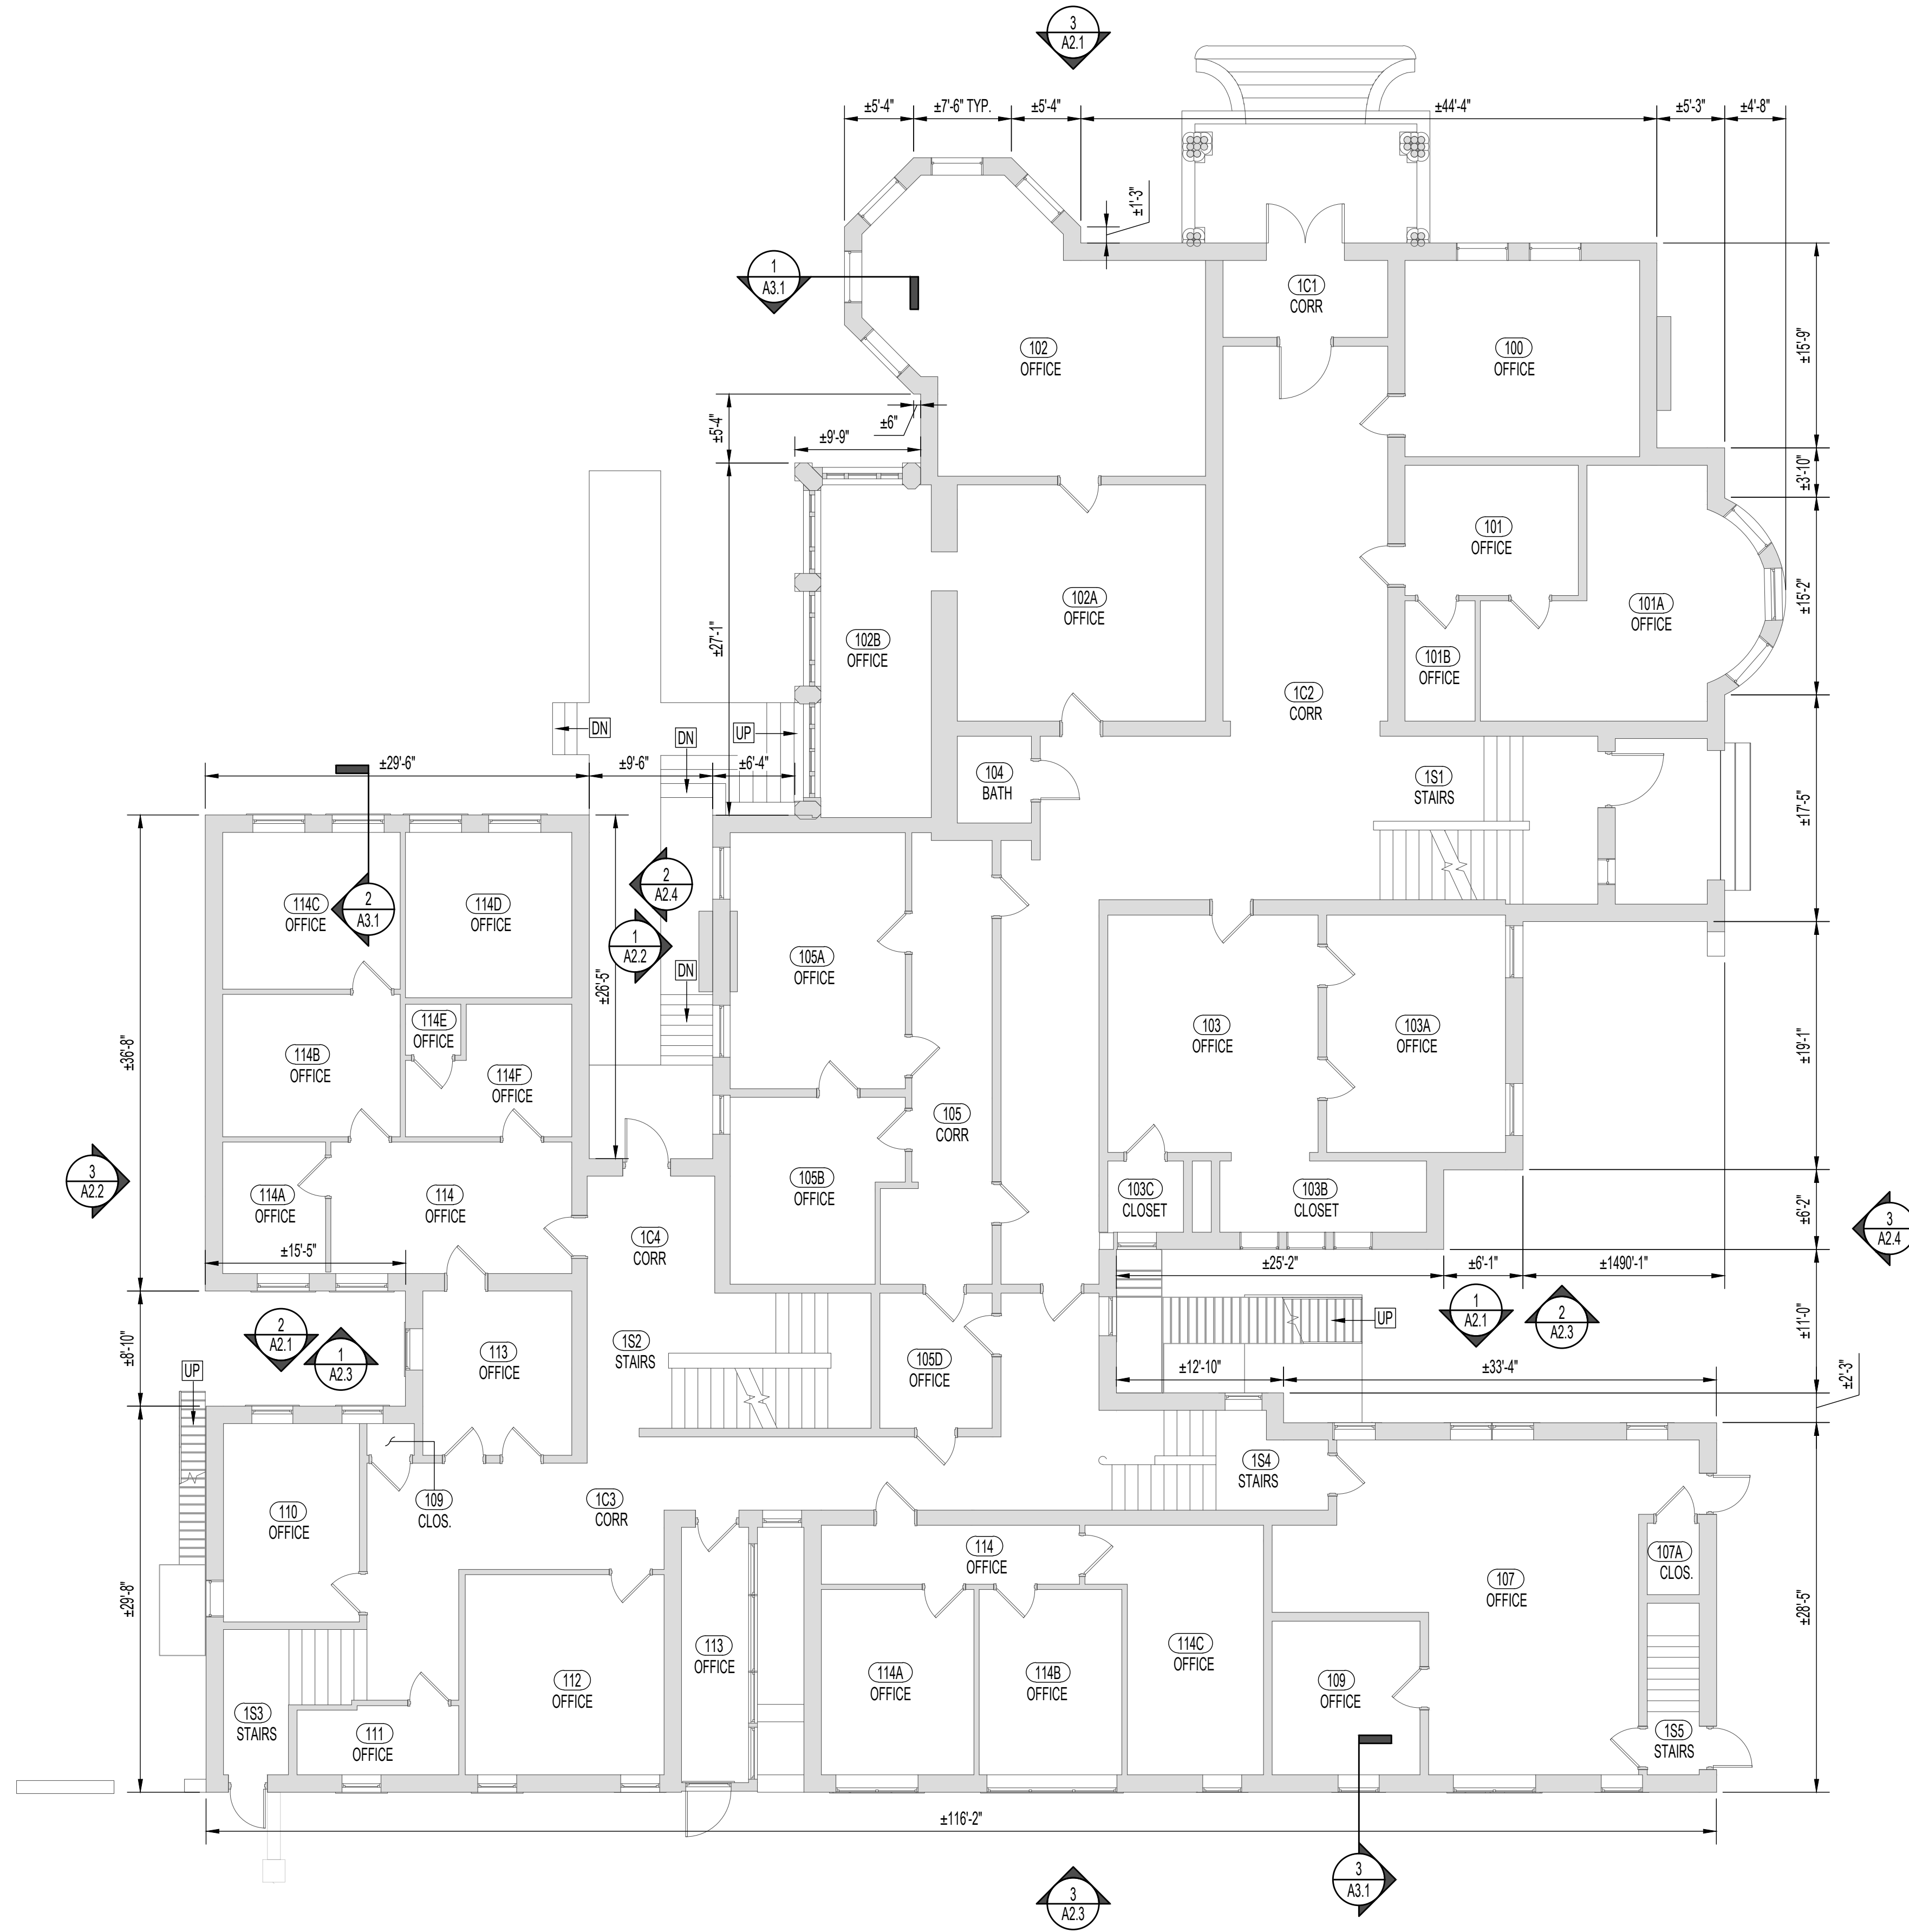 3
A2.1
±5'-4"
±7'-6" TYP.
±5'-4"
±44'-4"
±5'-3"
±4'-8"
±1'-3"
1
A3.1
1C1
CORR
102
OFFICE
100
OFFICE
±15'-9"
±5'-4"
±6"
±9'-9"
±3'-10"
101
OFFICE
±27'-1"
102A
OFFICE
101A
OFFICE
±15'-2"
102B
OFFICE
101B
OFFICE
1C2
CORR
DN
DN
UP
±29'-6"
±9'-6"
±6'-4"
104
BATH
1S1
STAIRS
±17'-5"
2
A2.4
114C
OFFICE
2
A3.1
114D
OFFICE
1
A2.2
105A
OFFICE
DN
±26'-5"
114E
OFFICE
103
OFFICE
103A
OFFICE
±36'-8"
114B
OFFICE
114F
OFFICE
±19'-1"
105
CORR
3
A2.2
114A
OFFICE
114
OFFICE
105B
OFFICE
103C
CLOSET
103B
CLOSET
±6'-2"
3
A2.4
1C4
CORR
±15'-5"
±25'-2"
±6'-1"
±1490'-1"
1
A2.1
2
A2.3
±11'-0"
UP
±8'-10"
2
A2.1
1
A2.3
113
OFFICE
1S2
STAIRS
105D
OFFICE
UP
±12'-10"
±33'-4"
±2'-3"
1S4
STAIRS
110
OFFICE
109
CLOS.
1C3
CORR
114
OFFICE
107A
CLOS.
107
OFFICE
±29'-8"
±28'-5"
113
OFFICE
114C
OFFICE
112
OFFICE
114A
OFFICE
114B
OFFICE
109
OFFICE
1S3
STAIRS
111
OFFICE
1S5
STAIRS
±116'-2"
3
A3.1
3
A2.3